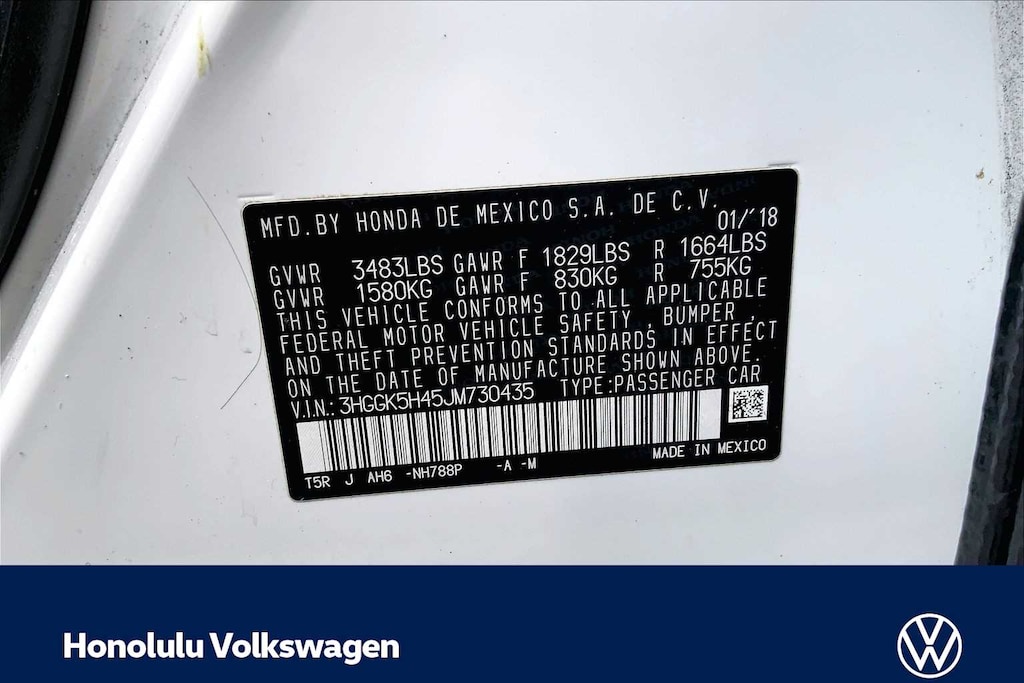 MFD. BY HONDA DE MEXICO S.A. DE C.V.
01/'18
GVWR 3483LBS GAWR F 1829LBS R 1664LBS
GVWR 1580KG GAWR F 830KG R 755KG
THIS VEHICLE CONFORMS TO ALL APPLICABLE
FEDERAL MOTOR VEHICLE SAFETY, BUMPER,
AND THEFT PREVENTION STANDARDS IN EFFECT
ON THE DATE OF MANUFACTURE SHOWN ABOVE.
V.I.N.: 3HGGK5H45JM730435 TYPE:PASSENGER CAR
T5R J AH6 -NH788P -A -M MADE IN MEXICO
Honolulu Volkswagen